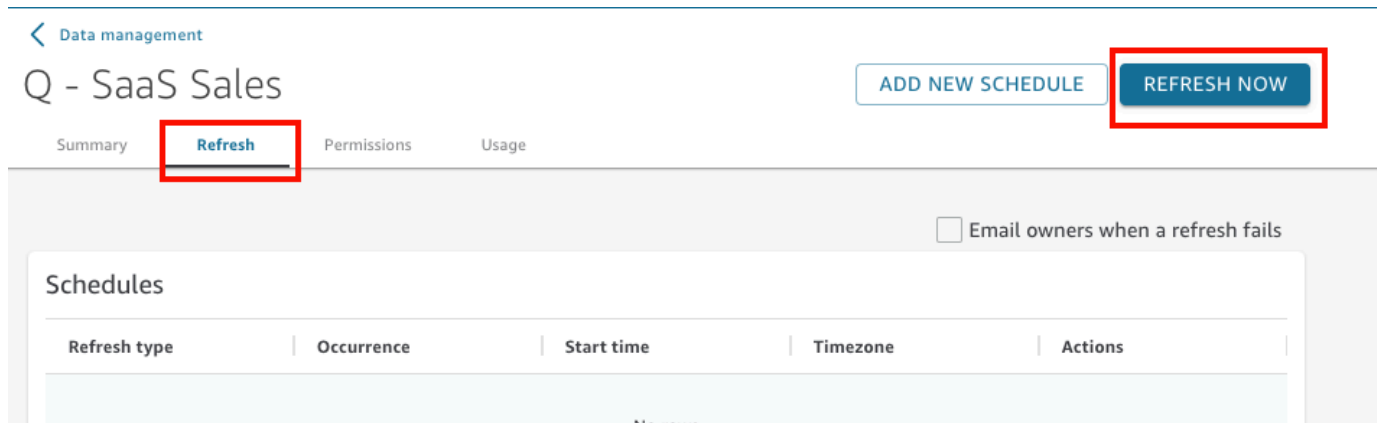 Data management
Q - SaaS Sales
ADD NEW SCHEDULE
REFRESH NOW
Summary Refresh Permissions Usage
Email owners when a refresh fails
Schedules
Refresh type Occurrence Start time Timezone Actions